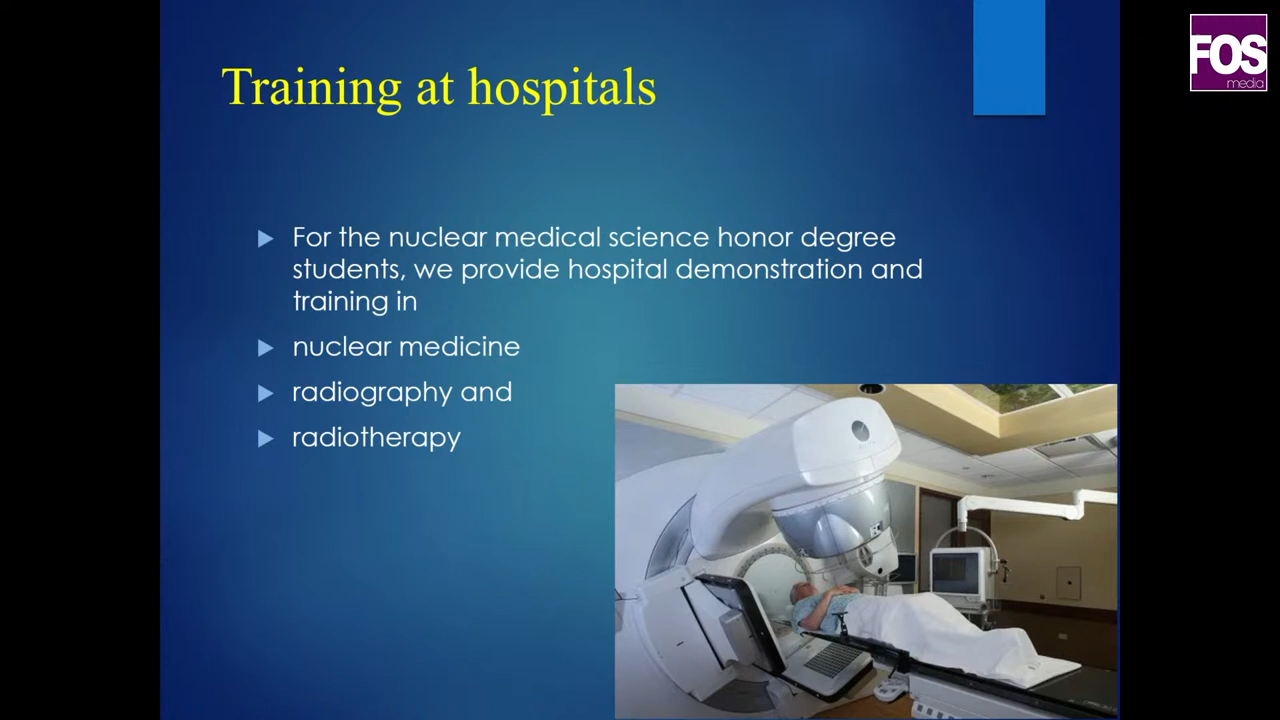 FOS
media
Training at hospitals
For the nuclear medical science honor degree
students, we provide hospital demonstration and
training in
nuclear medicine
radiography and
radiotherapy